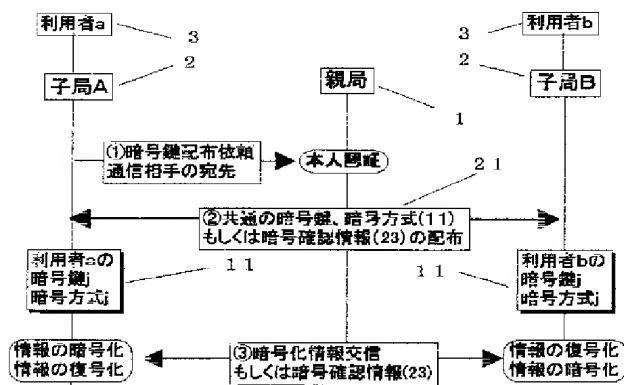 利用者a
3
3
利用者b
2
2
子局A
親局
子局B
1
①暗号鍵配布依頼
通信相手の宛先
本人認証
21
②共通の暗号鍵、暗号方式(11)
もしくは暗号確認情報(23)の配布
利用者aの
暗号鍵j
暗号方式j
11
11
利用者bの
暗号鍵j
暗号方式j
情報の暗号化
情報の復号化
③暗号化情報交信
もしくは暗号確認情報(23)
情報の復号化
情報の暗号化